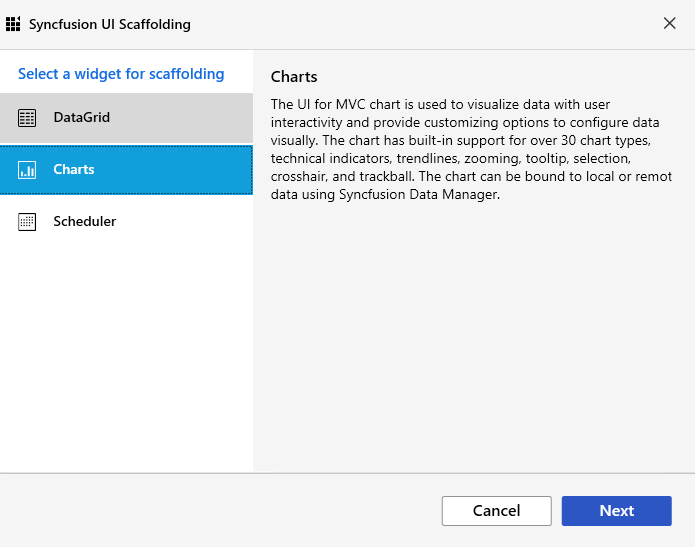 Syncfusion UI Scaffolding
Select a widget for scaffolding
DataGrid
Charts
Scheduler
Charts
The UI for MVC chart is used to visualize data with user
interactivity and provide customizing options to configure data
visually. The chart has built-in support for over 30 chart types,
technical indicators, trendlines, zooming, tooltip, selection,
crosshair, and trackball. The chart can be bound to local or remot
data using Syncfusion Data Manager.
Cancel
Next